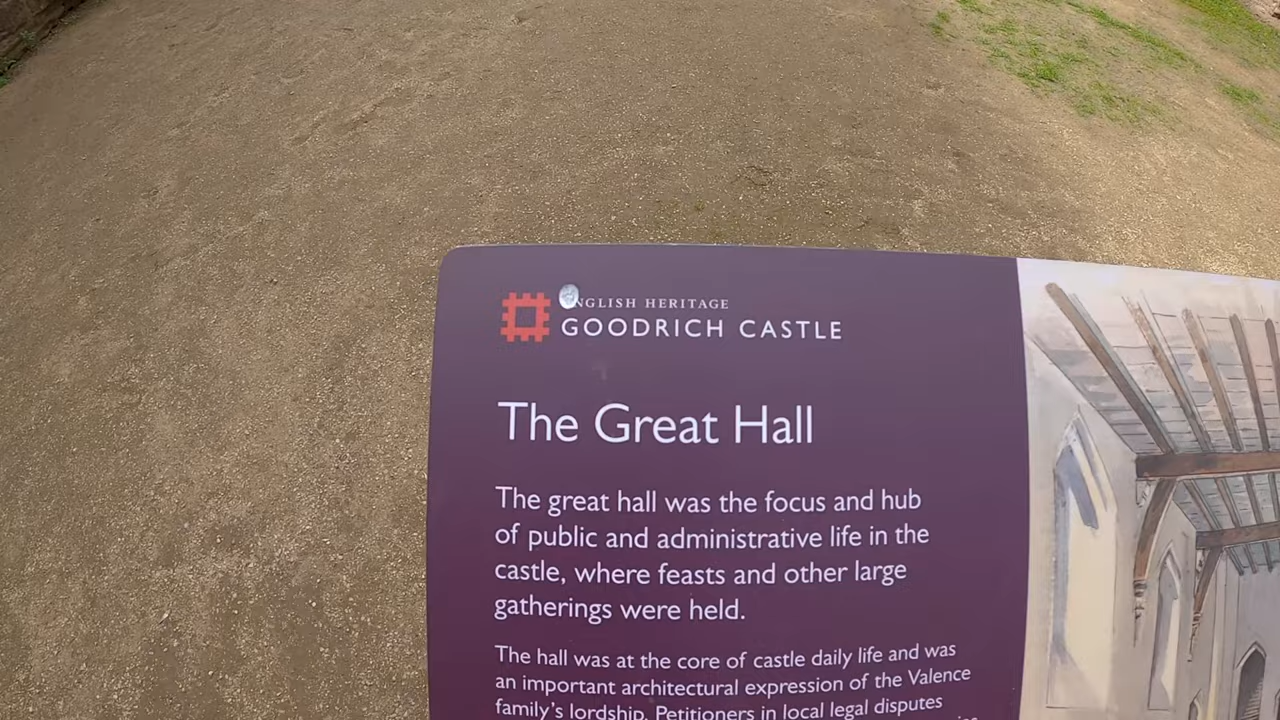 ENGLISH HERITAGE
GOODRICH CASTLE
The Great Hall
The great hall was the focus and hub
of public and administrative life in the
castle, where feasts and other large
gatherings were held.
The hall was at the core of castle daily life and was
an important architectural expression of the Valence
family's lordship. Petitioners in local legal disputes